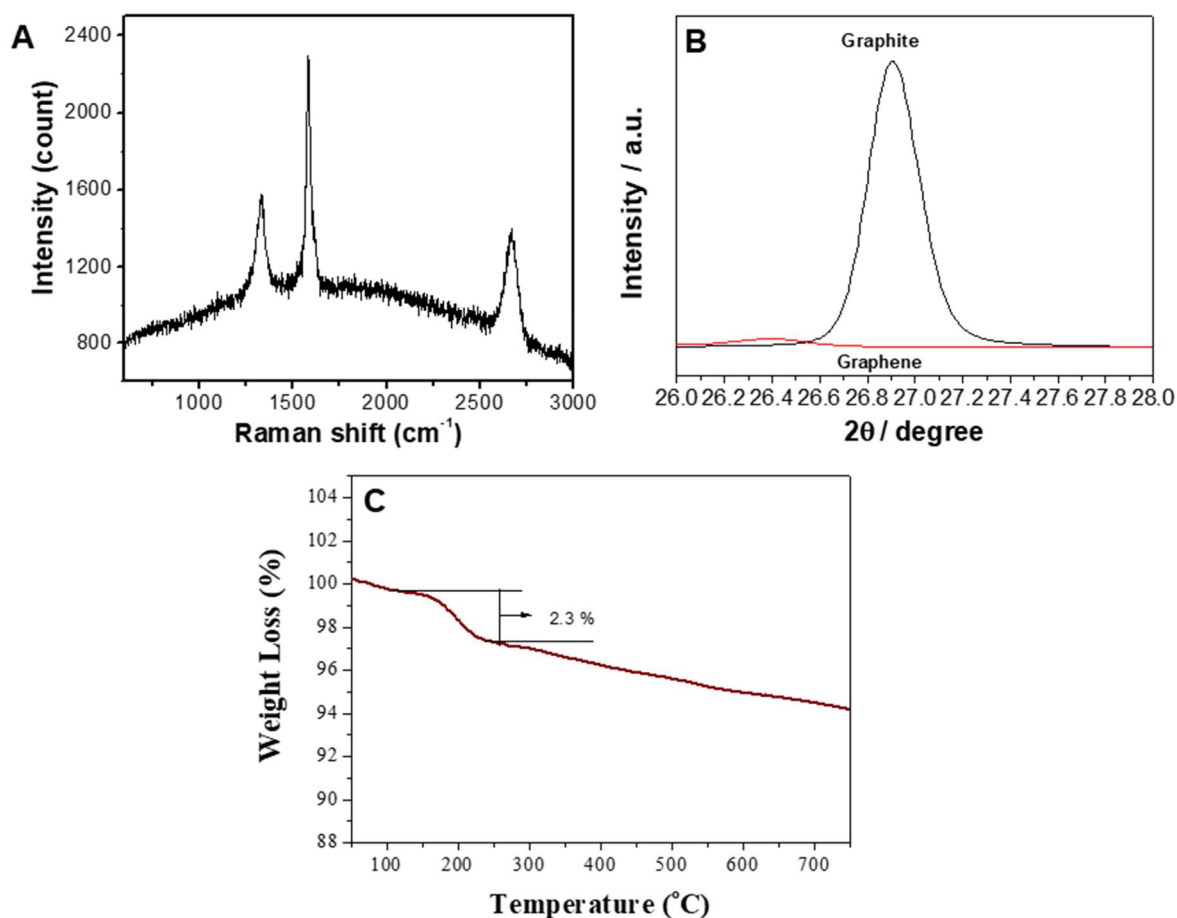 A
2400
2000
1600
1200
800
Intensity (count)
1000 1500 2000 2500 3000
Raman shift (cm-1)
B
Graphite
Graphene
Intensity / a.u.
26.0 26.2 26.4 26.6 26.8 27.0 27.2 27.4 27.6 27.8 28.0
2θ / degree
C
104
102
100
98
96
94
92
90
88
2.3 %
Weight Loss (%)
100 200 300 400 500 600 700
Temperature (°C)